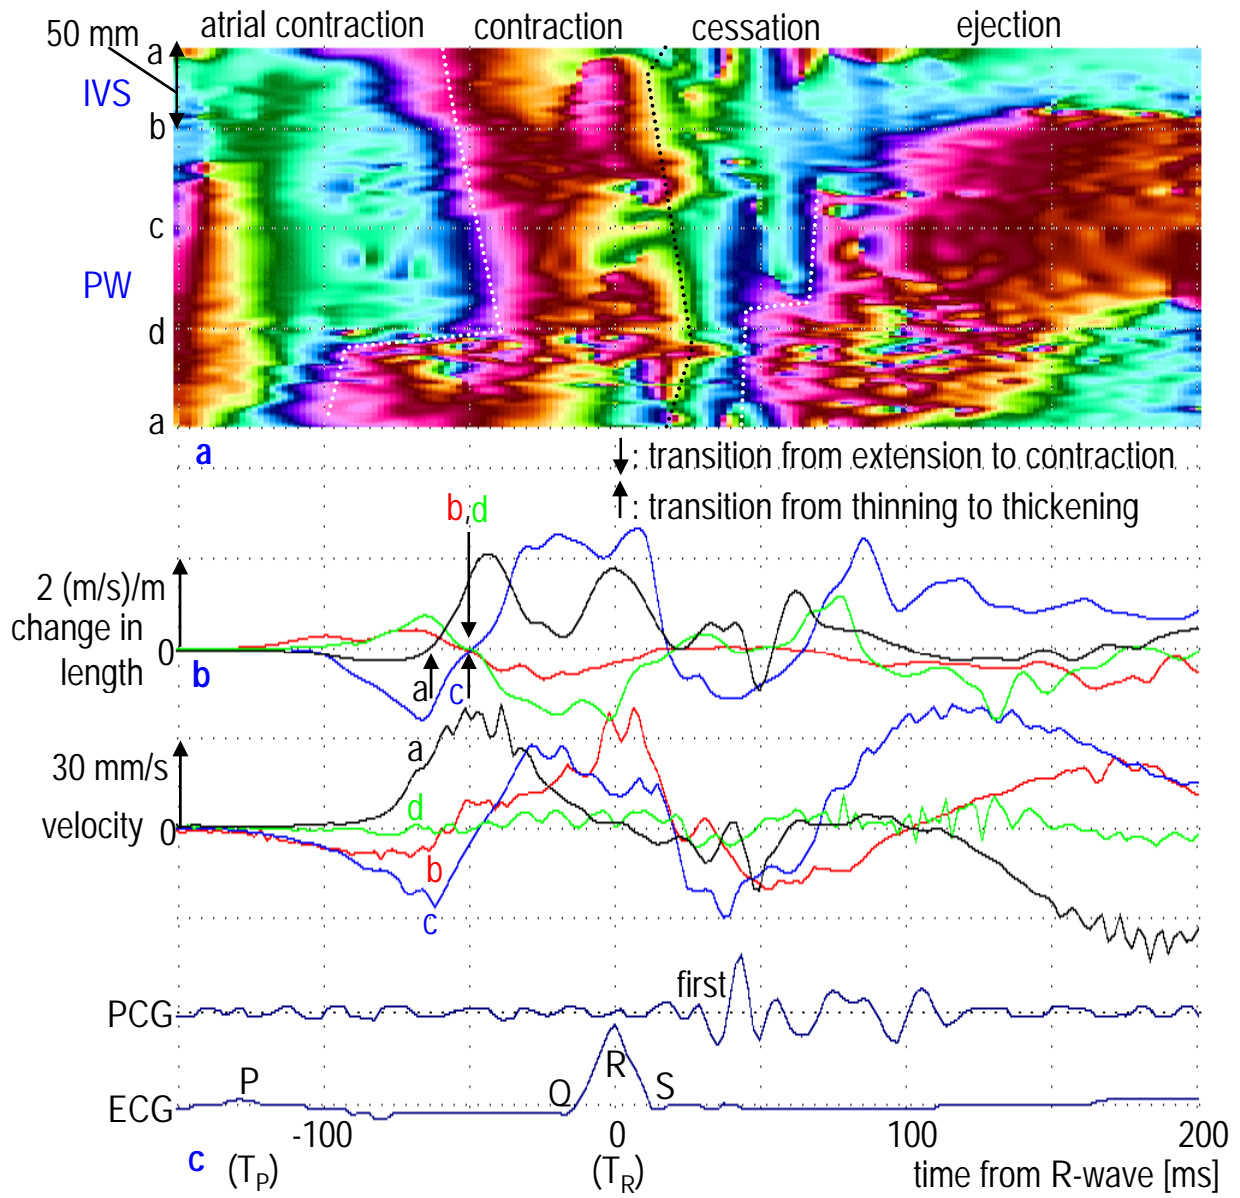 atrial contraction contraction cessation ejection
50 mm
a
IVS
b
c
PW
d
a
a
: transition from extension to contraction
: transition from thinning to thickening
b,d
2 (m/s)/m
change in
length
0
b
a
c
30 mm/s
velocity
0
a
d
b
c
first
PCG
P
Q
R
S
ECG
-100 0 100 200
c
(TP) (TR) time from R-wave [ms]